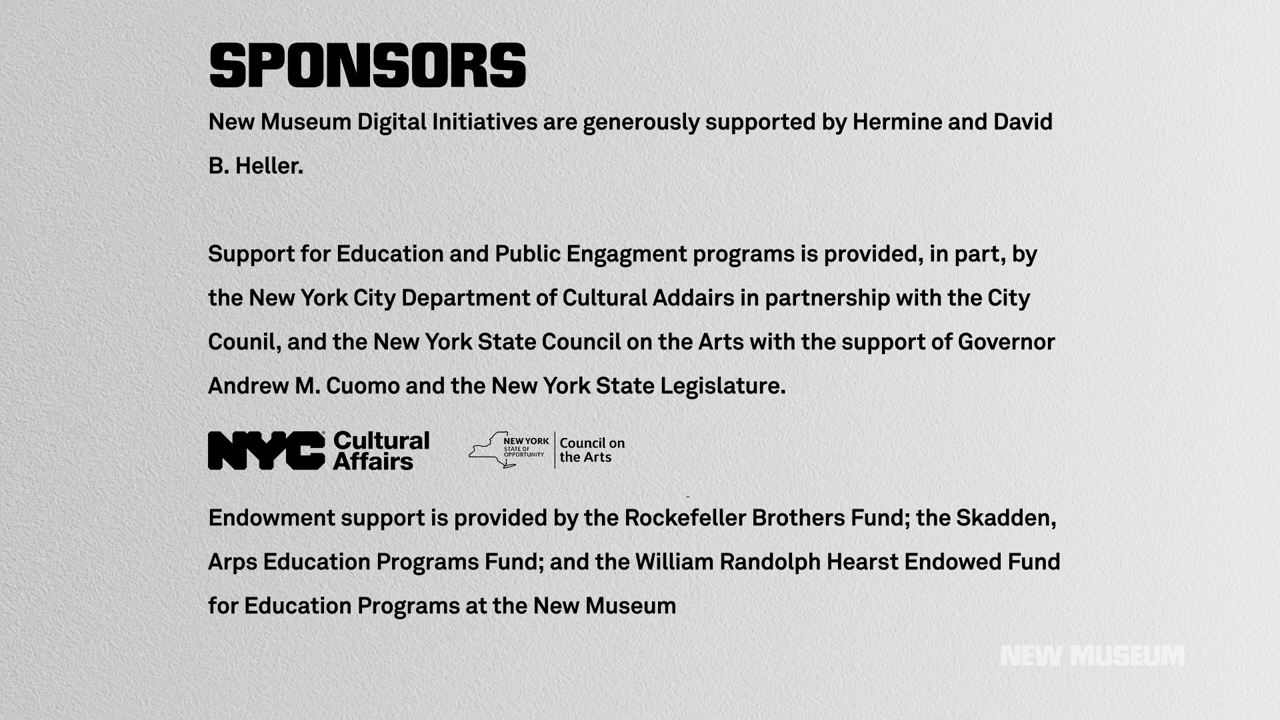 SPONSORS
New Museum Digital Initiatives are generously supported by Hermine and David
B. Heller.
Support for Education and Public Engagment programs is provided, in part, by
the New York City Department of Cultural Addairs in partnership with the City
Counil, and the New York State Council on the Arts with the support of Governor
Andrew M. Cuomo and the New York State Legislature.
NYC Cultural
Affairs
NEW YORK
STATE OF
OPPORTUNITY.
Council on
the Arts
Endowment support is provided by the Rockefeller Brothers Fund; the Skadden,
Arps Education Programs Fund; and the William Randolph Hearst Endowed Fund
for Education Programs at the New Museum
NEW MUSEUM